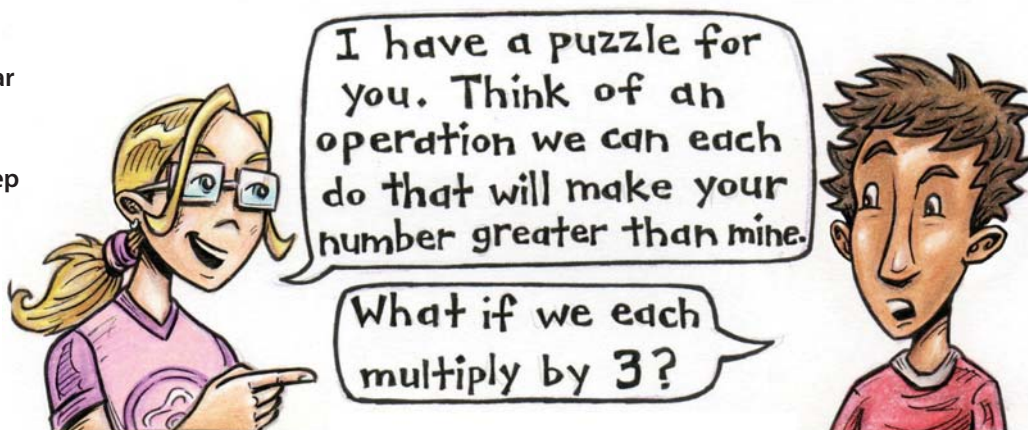 ar
ep
I have a puzzle for
you. Think of an
operation we can each
do that will make your
number greater than mine.
What if we each
multiply by 3?